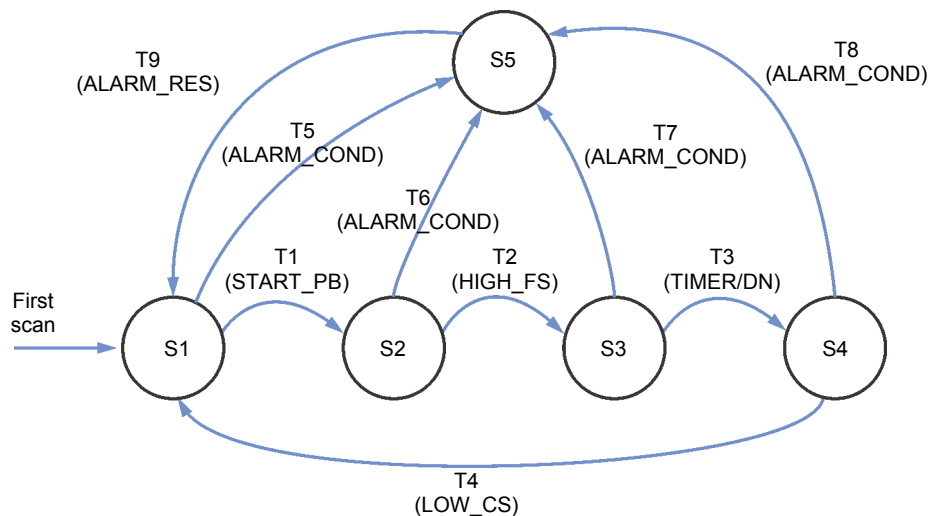 T9
(ALARM_RES)
S5
T8
(ALARM_COND)
T5
(ALARM_COND)
T7
(ALARM_COND)
T6
(ALARM_COND)
T1
(START_PB)
T2
(HIGH_FS)
T3
(TIMER/DN)
First
scan
S1
S2
S3
S4
T4
(LOW_CS)